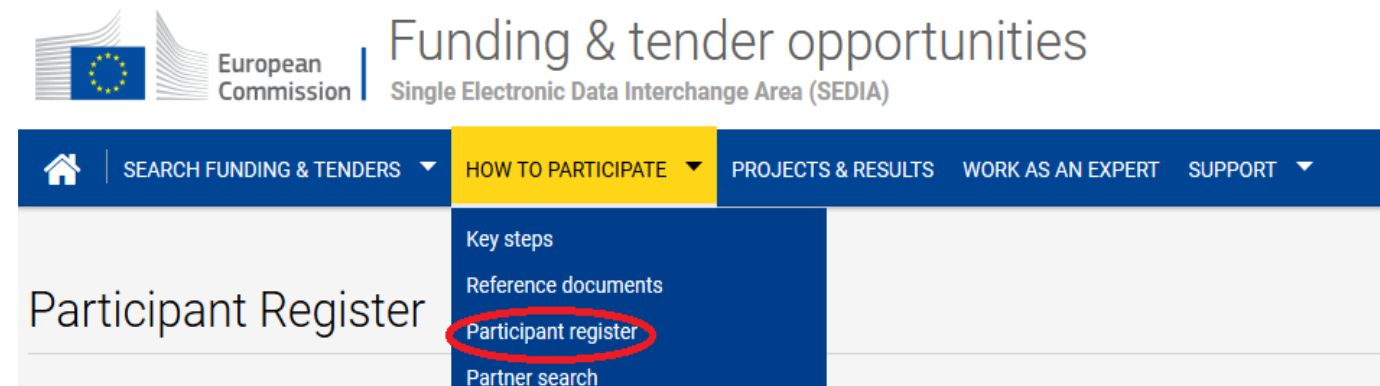 European
Commission
Funding & tender opportunities
Single Electronic Data Interchange Area (SEDIA)
SEARCH FUNDING & TENDERS
HOW TO PARTICIPATE
PROJECTS & RESULTS
WORK AS AN EXPERT
SUPPORT
Key steps
Reference documents
Participant register
Partner search
Participant Register